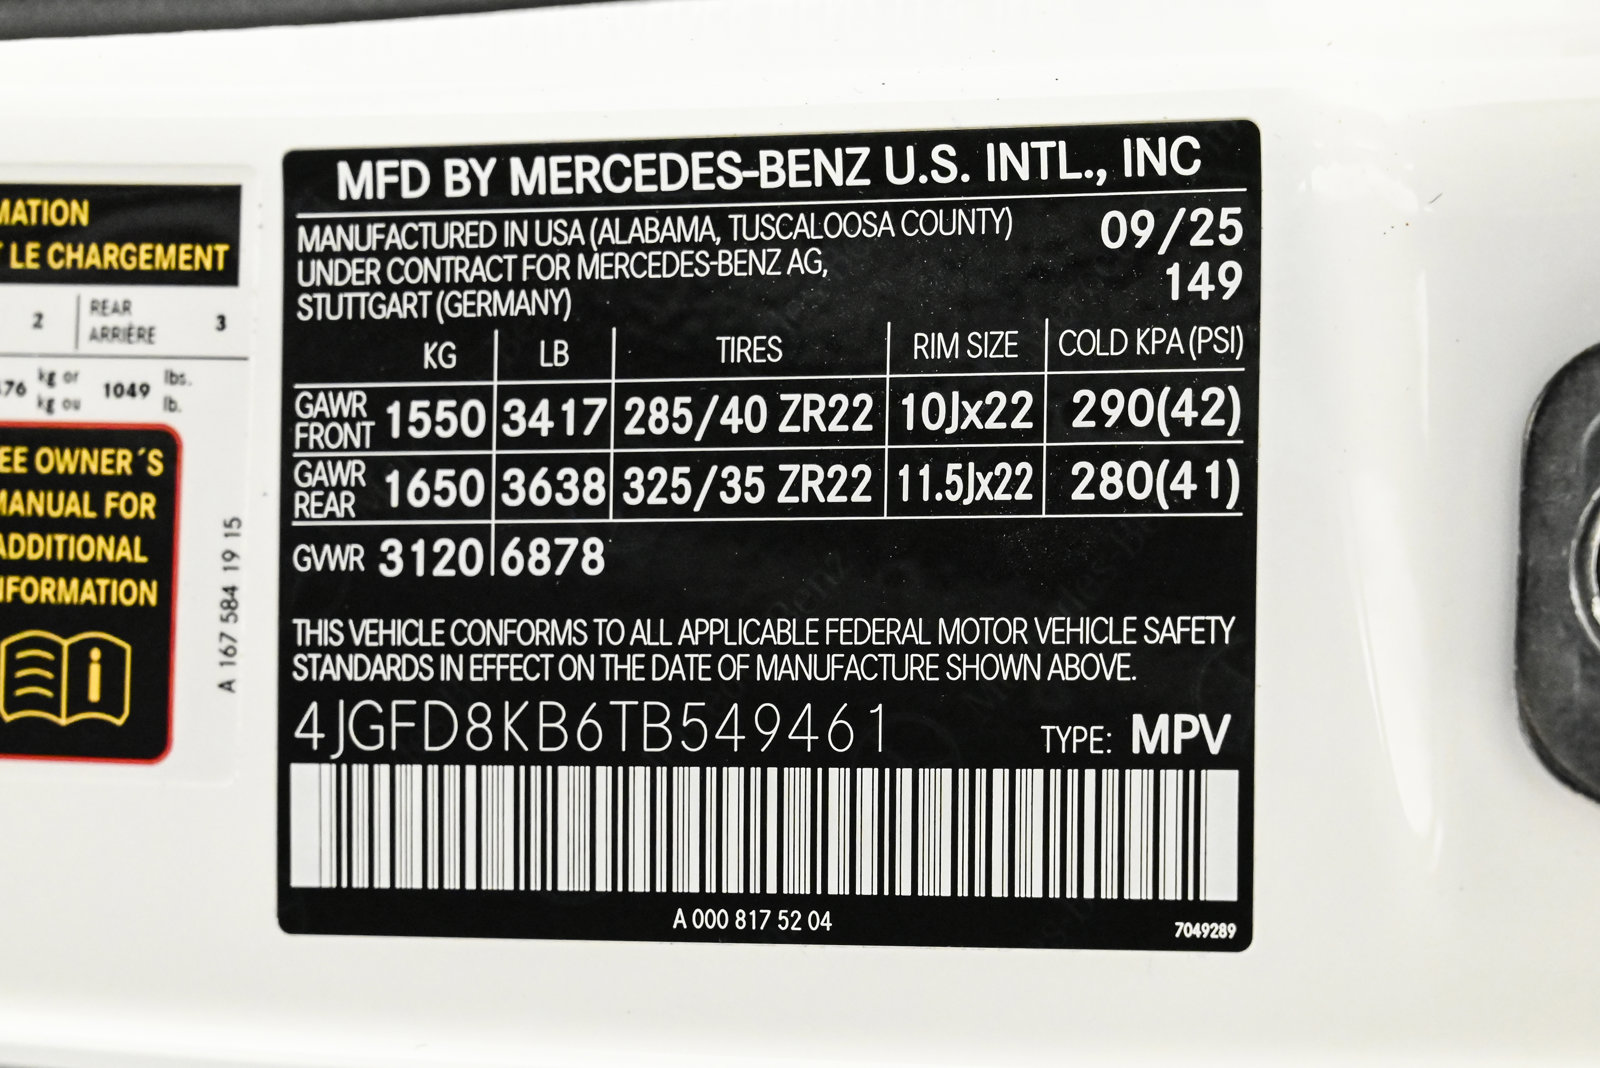 MATION
LE CHARGEMENT
2 REAR ARRIÈRE 3
76 kg or kg ou 1049 lbs. lb.
EE OWNER´S
MANUAL FOR
ADDITIONAL
NFORMATION
i
A 167 584 19 15
MFD BY MERCEDES-BENZ U.S. INTL., INC
MANUFACTURED IN USA (ALABAMA, TUSCALOOSA COUNTY) 09/25
UNDER CONTRACT FOR MERCEDES-BENZ AG, 149
STUTTGART (GERMANY)
KG LB TIRES RIM SIZE COLD KPA (PSI)
GAWR FRONT 1550 3417 285/40 ZR22 10Jx22 290(42)
GAWR REAR 1650 3638 325/35 ZR22 11.5Jx22 280(41)
GVWR 3120 6878
THIS VEHICLE CONFORMS TO ALL APPLICABLE FEDERAL MOTOR VEHICLE SAFETY
STANDARDS IN EFFECT ON THE DATE OF MANUFACTURE SHOWN ABOVE.
4JGFD8KB6TB549461 TYPE: MPV
A 000 817 52 04
7049289